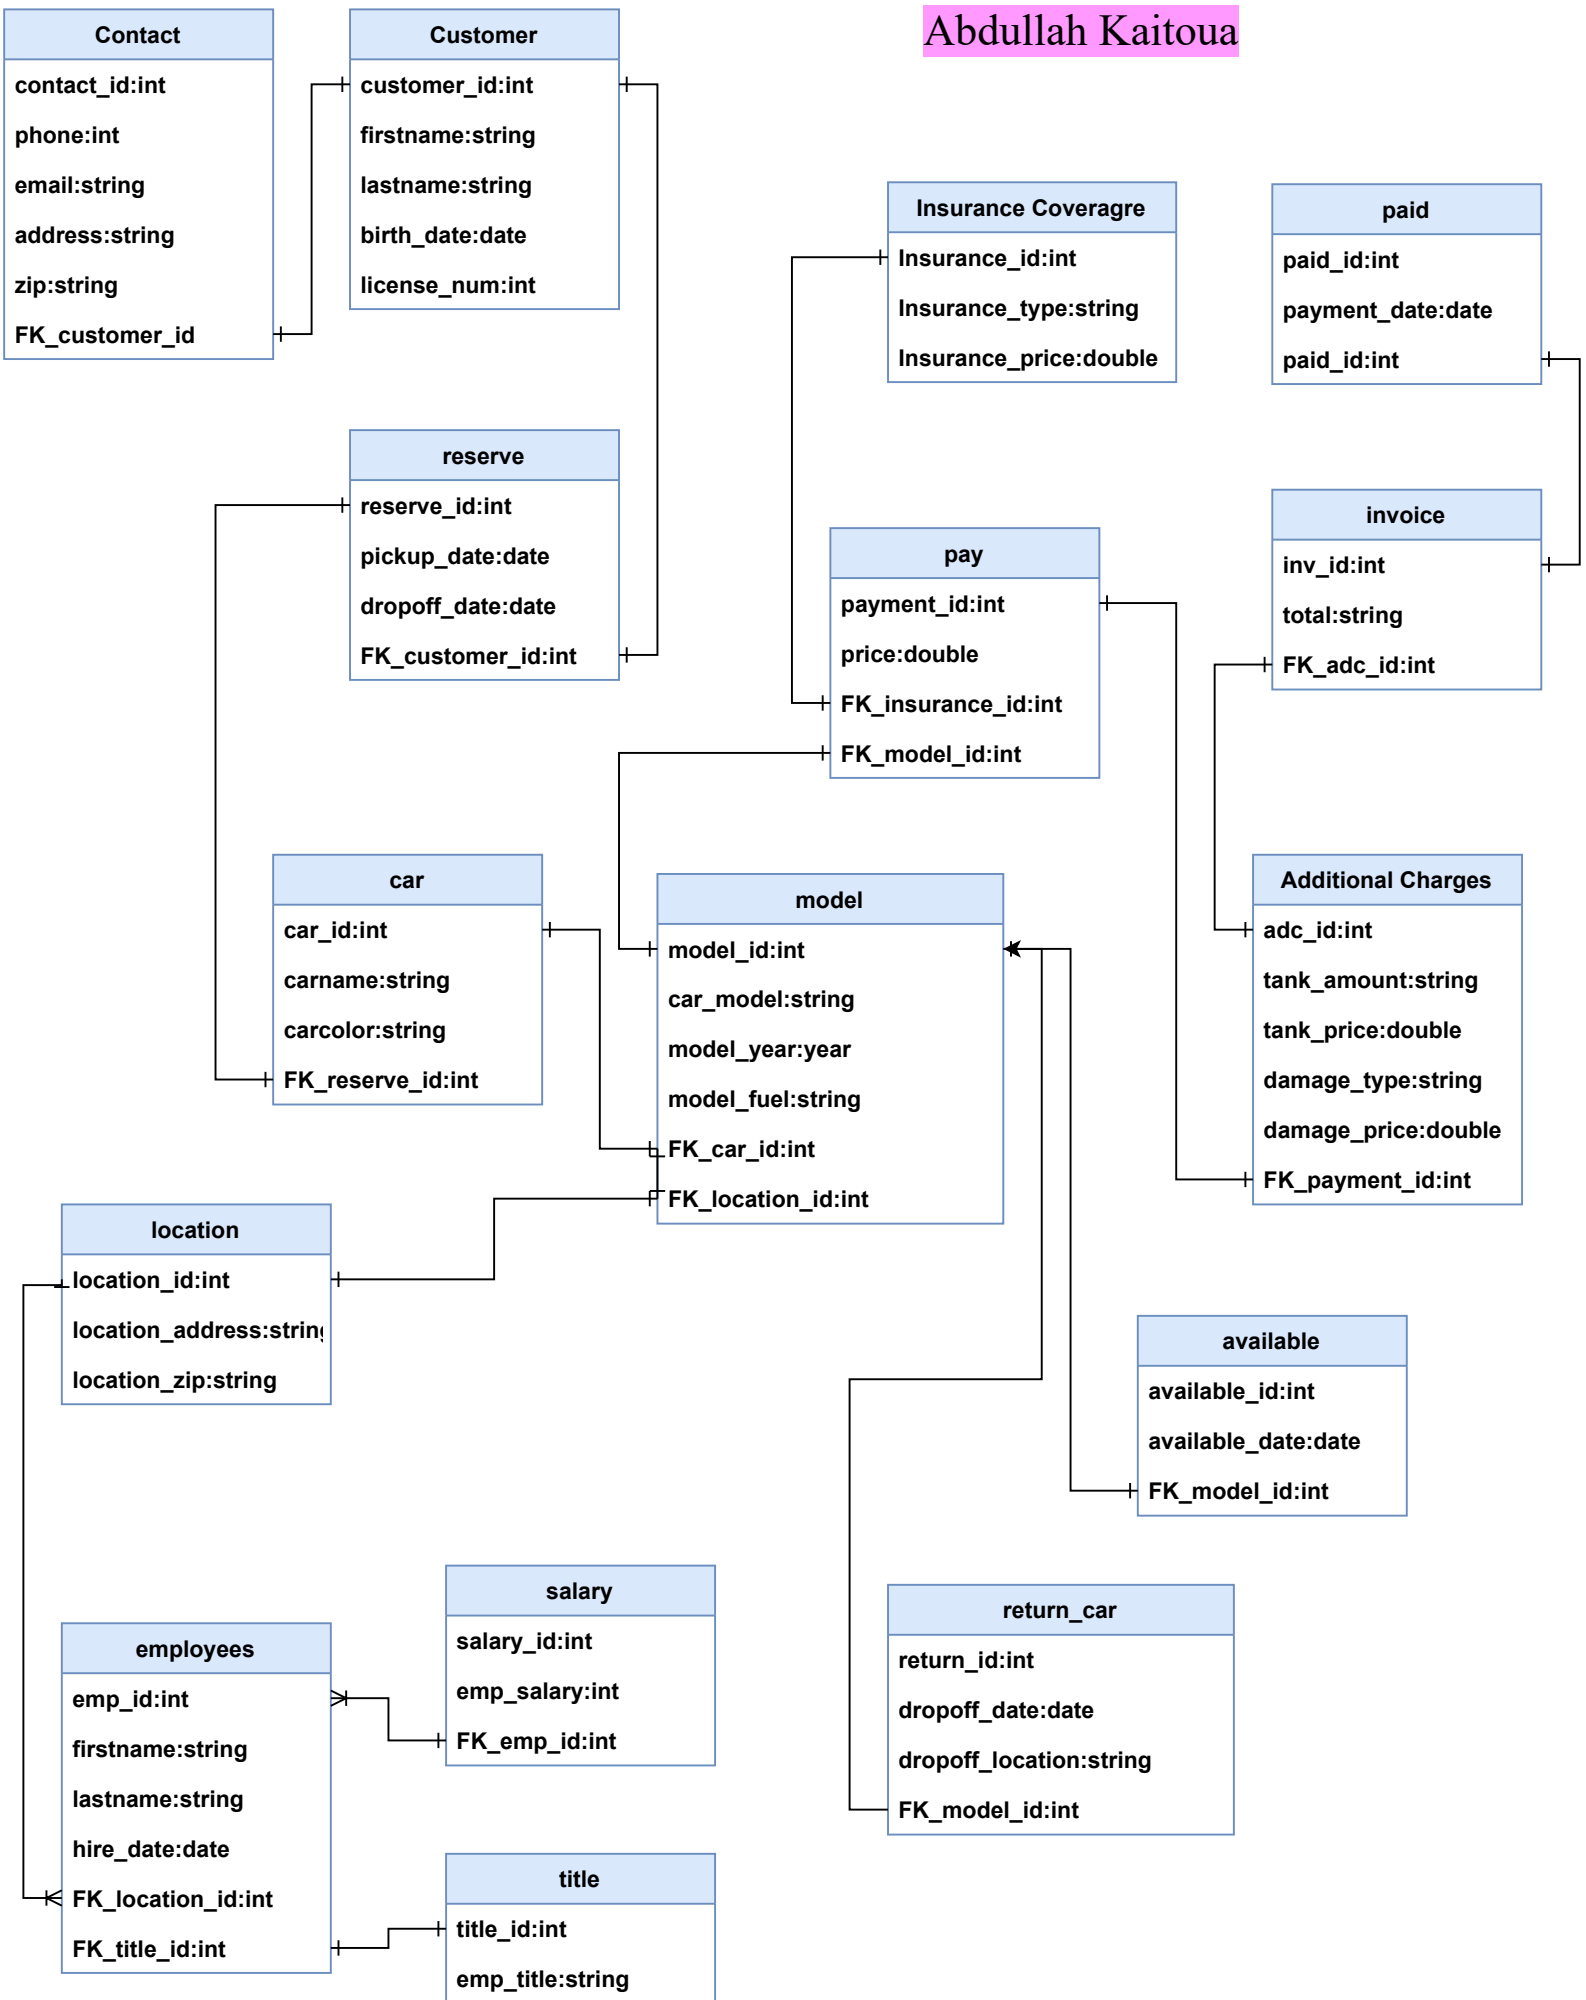 Abdullah Kaitoua
Contact
contact_id:int
phone:int
email:string
address:string
zip:string
FK_customer_id
Customer
customer_id:int
firstname:string
lastname:string
birth_date:date
license_num:int
Insurance Coveragre
Insurance_id:int
Insurance_type:string
Insurance_price:double
paid
paid_id:int
payment_date:date
paid_id:int
reserve
reserve_id:int
pickup_date:date
dropoff_date:date
FK_customer_id:int
pay
payment_id:int
price:double
FK_insurance_id:int
FK_model_id:int
invoice
inv_id:int
total:string
FK_adc_id:int
car
car_id:int
carname:string
carcolor:string
FK_reserve_id:int
model
model_id:int
car_model:string
model_year:year
model_fuel:string
FK_car_id:int
FK_location_id:int
Additional Charges
adc_id:int
tank_amount:string
tank_price:double
damage_type:string
damage_price:double
FK_payment_id:int
location
location_id:int
location_address:string
location_zip:string
available
available_id:int
available_date:date
FK_model_id:int
salary
salary_id:int
emp_salary:int
FK_emp_id:int
return_car
return_id:int
dropoff_date:date
dropoff_location:string
FK_model_id:int
employees
emp_id:int
firstname:string
lastname:string
hire_date:date
FK_location_id:int
FK_title_id:int
title
title_id:int
emp_title:string